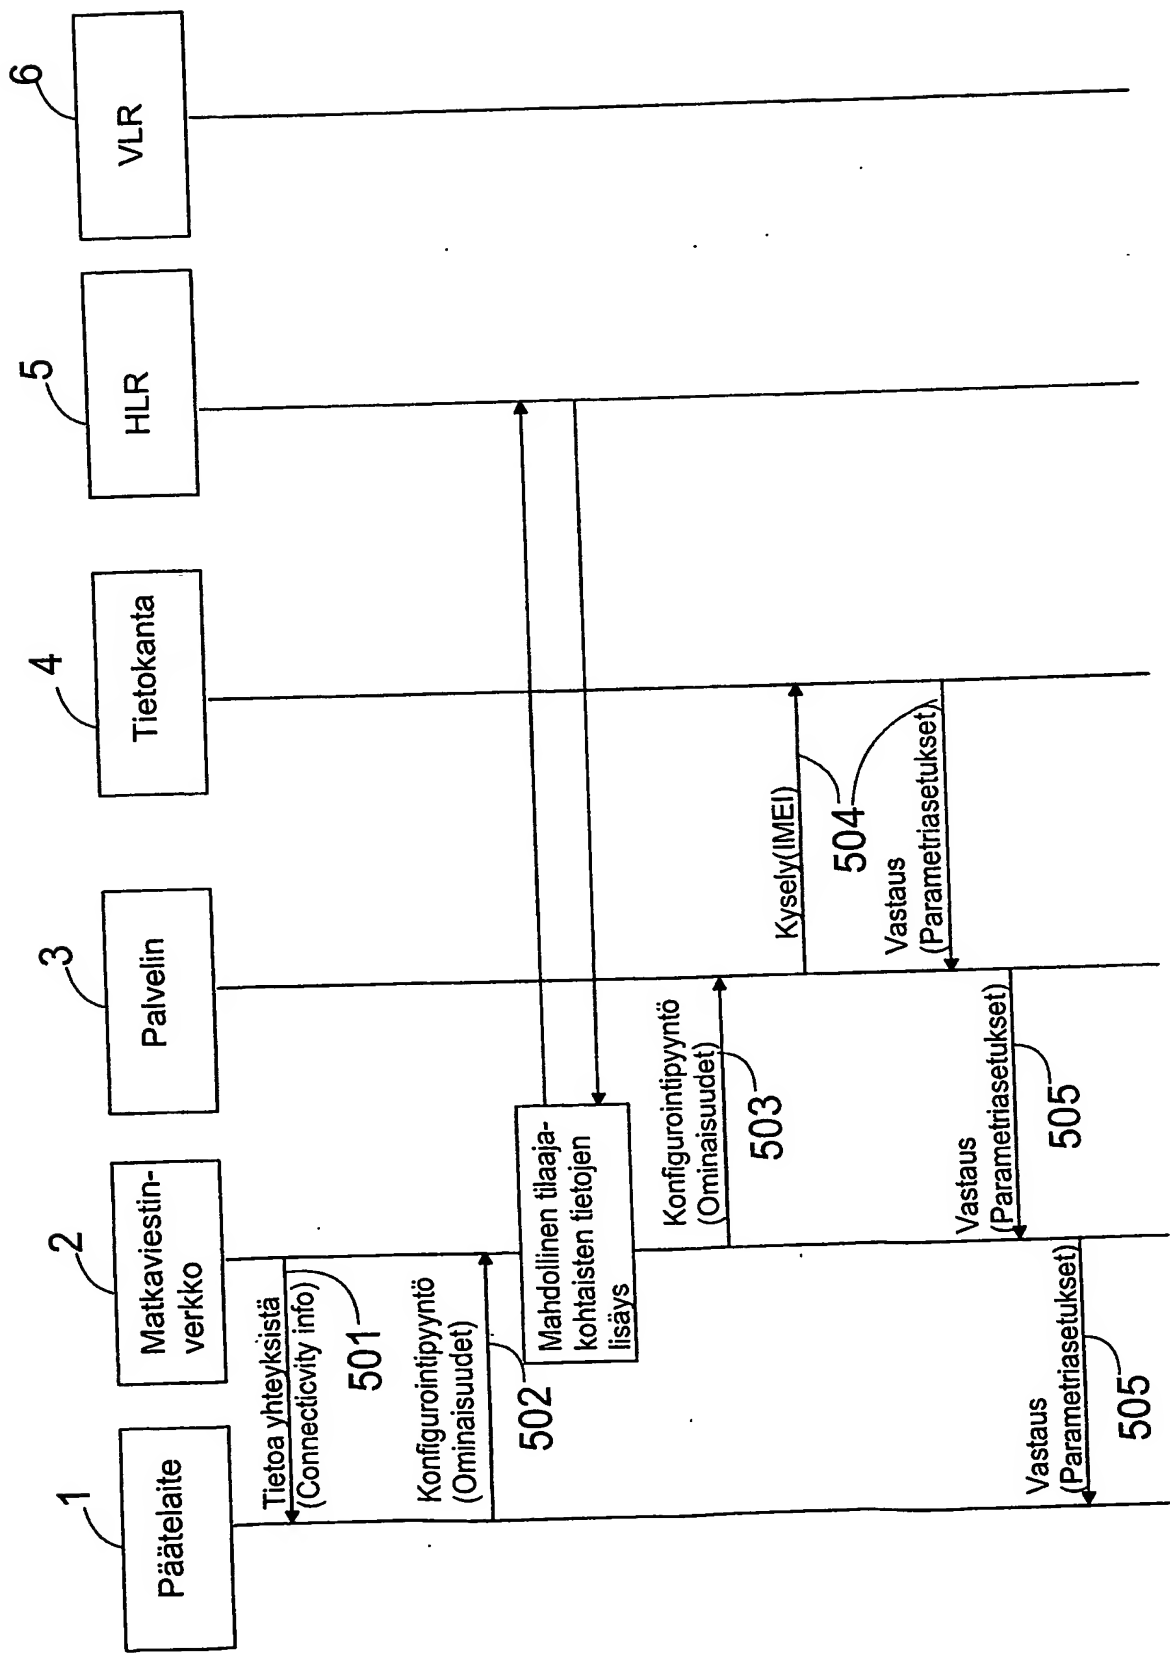 1
2
3
4
5
6
Päätelaite
Matkaviestin-
verkko
Palvelin
Tietokanta
HLR
VLR
Tietoa yhteyksistä
(Connecticvity info)
501
Konfigurointipyyntö
(Ominaisuudet)
502
Mahdollinen tilaaja-
kohtaisten tietojen
lisäys
Konfigurointipyyntö
(Ominaisuudet)
503
Kysely(IMEI)
504
Vastaus
(Parametriasetukset)
Vastaus
(Parametriasetukset)
505
Vastaus
(Parametriasetukset)
505